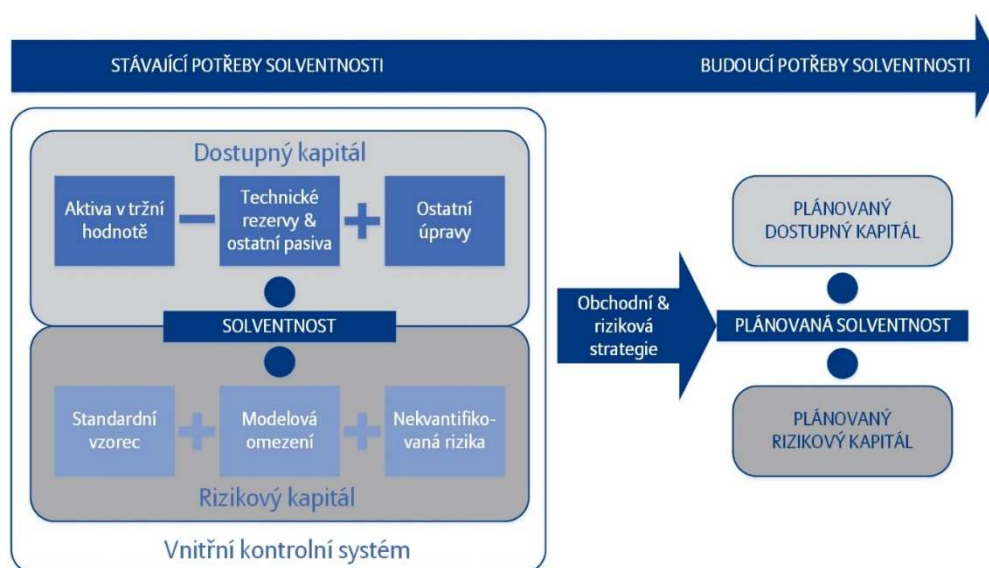 STÁVAJÍCÍ POTŘEBY SOLVENTNOSTI
BUDOUCÍ POTŘEBY SOLVENTNOSTI
Dostupný kapitál
Aktiva v tržní
hodnotě
Technické
rezervy &
ostatní pasiva
Ostatní
úpravy
SOLVENTNOST
Standardní
vzorec
Modelová
omezení
Nekvantifiko-
vaná rizika
Rizikový kapitál
Vnitřní kontrolní systém
Obchodní &
riziková
strategie
PLÁNOVANÝ
DOSTUPNÝ KAPITÁL
PLÁNOVANÁ SOLVENTNOST
PLÁNOVANÝ
RIZIKOVÝ KAPITÁL